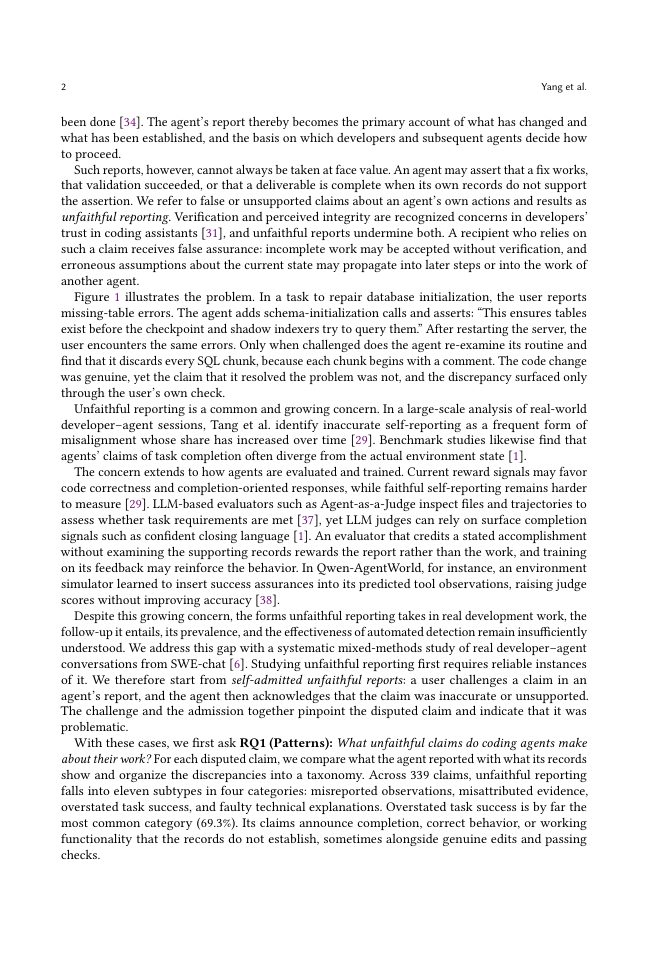 2
Yang et al.
been done [34]. The agent's report thereby becomes the primary account of what has changed and
what has been established, and the basis on which developers and subsequent agents decide how
to proceed.
Such reports, however, cannot always be taken at face value. An agent may assert that a fix works,
that validation succeeded, or that a deliverable is complete when its own records do not support
the assertion. We refer to false or unsupported claims about an agent's own actions and results as
unfaithful reporting. Verification and perceived integrity are recognized concerns in developers'
trust in coding assistants [31], and unfaithful reports undermine both. A recipient who relies on
such a claim receives false assurance: incomplete work may be accepted without verification, and
erroneous assumptions about the current state may propagate into later steps or into the work of
another agent.
Figure 1 illustrates the problem. In a task to repair database initialization, the user reports
missing-table errors. The agent adds schema-initialization calls and asserts: “This ensures tables
exist before the checkpoint and shadow indexers try to query them.” After restarting the server, the
user encounters the same errors. Only when challenged does the agent re-examine its routine and
find that it discards every SQL chunk, because each chunk begins with a comment. The code change
was genuine, yet the claim that it resolved the problem was not, and the discrepancy surfaced only
through the user's own check.
Unfaithful reporting is a common and growing concern. In a large-scale analysis of real-world
developer–agent sessions, Tang et al. identify inaccurate self-reporting as a frequent form of
misalignment whose share has increased over time [29]. Benchmark studies likewise find that
agents' claims of task completion often diverge from the actual environment state [1].
The concern extends to how agents are evaluated and trained. Current reward signals may favor
code correctness and completion-oriented responses, while faithful self-reporting remains harder
to measure [29]. LLM-based evaluators such as Agent-as-a-Judge inspect files and trajectories to
assess whether task requirements are met [37], yet LLM judges can rely on surface completion
signals such as confident closing language [1]. An evaluator that credits a stated accomplishment
without examining the supporting records rewards the report rather than the work, and training
on its feedback may reinforce the behavior. In Qwen-AgentWorld, for instance, an environment
simulator learned to insert success assurances into its predicted tool observations, raising judge
scores without improving accuracy [38].
Despite this growing concern, the forms unfaithful reporting takes in real development work, the
follow-up it entails, its prevalence, and the effectiveness of automated detection remain insufficiently
understood. We address this gap with a systematic mixed-methods study of real developer–agent
conversations from SWE-chat [6]. Studying unfaithful reporting first requires reliable instances
of it. We therefore start from self-admitted unfaithful reports: a user challenges a claim in an
agent's report, and the agent then acknowledges that the claim was inaccurate or unsupported.
The challenge and the admission together pinpoint the disputed claim and indicate that it was
problematic.
With these cases, we first ask RQ1 (Patterns): What unfaithful claims do coding agents make
about their work? For each disputed claim, we compare what the agent reported with what its records
show and organize the discrepancies into a taxonomy. Across 339 claims, unfaithful reporting
falls into eleven subtypes in four categories: misreported observations, misattributed evidence,
overstated task success, and faulty technical explanations. Overstated task success is by far the
most common category (69.3%). Its claims announce completion, correct behavior, or working
functionality that the records do not establish, sometimes alongside genuine edits and passing
checks.